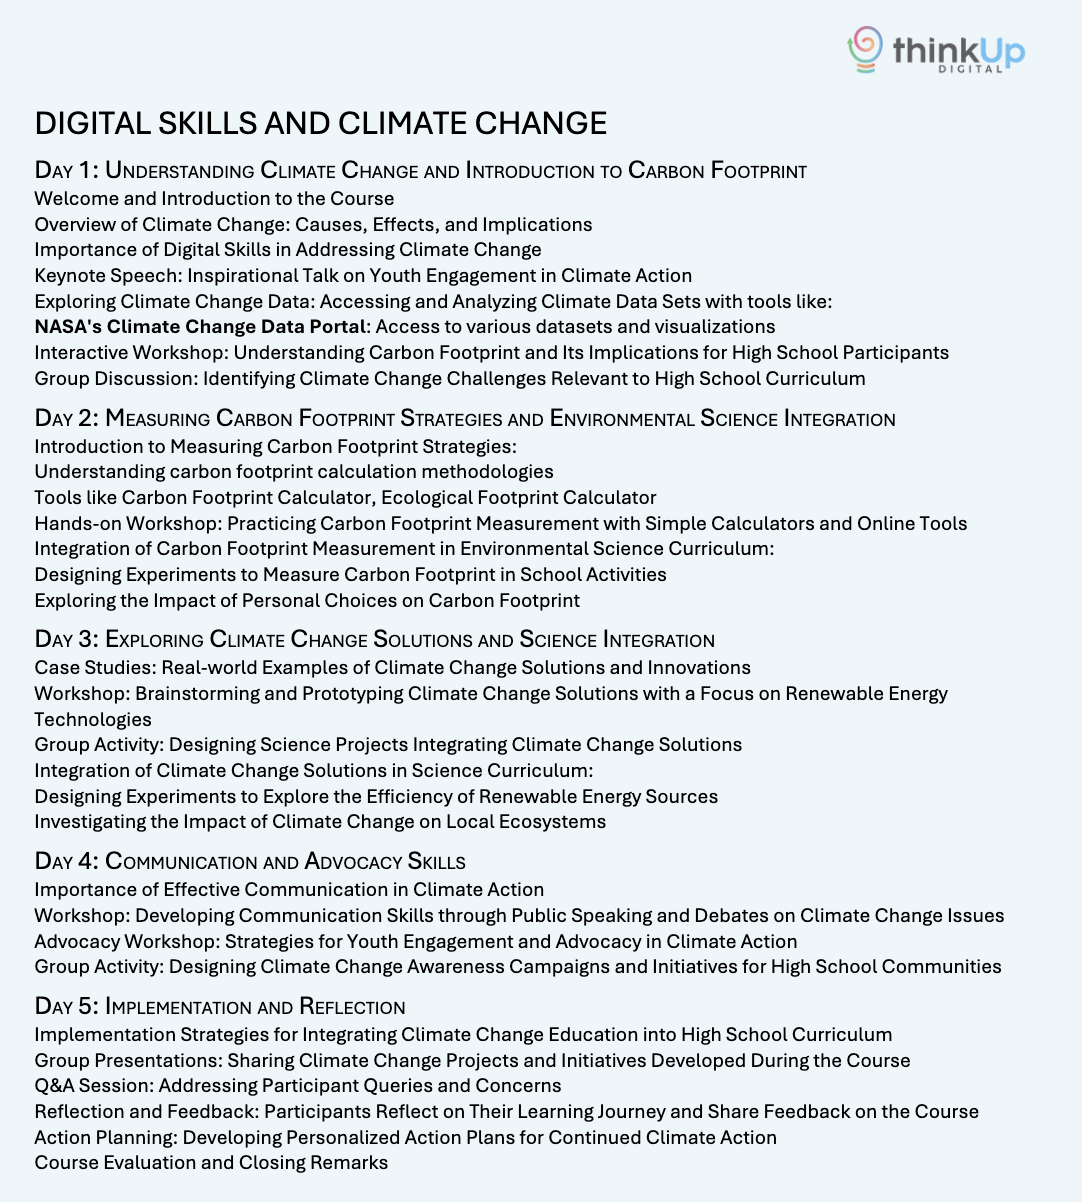 thinkUp
DIGITAL
DIGITAL SKILLS AND CLIMATE CHANGE
DAY 1: UNDERSTANDING CLIMATE CHANGE AND INTRODUCTION TO CARBON FOOTPRINT
Welcome and Introduction to the Course
Overview of Climate Change: Causes, Effects, and Implications
Importance of Digital Skills in Addressing Climate Change
Keynote Speech: Inspirational Talk on Youth Engagement in Climate Action
Exploring Climate Change Data: Accessing and Analyzing Climate Data Sets with tools like:
NASA's Climate Change Data Portal: Access to various datasets and visualizations
Interactive Workshop: Understanding Carbon Footprint and Its Implications for High School Participants
Group Discussion: Identifying Climate Change Challenges Relevant to High School Curriculum
DAY 2: MEASURING CARBON FOOTPRINT STRATEGIES AND ENVIRONMENTAL SCIENCE INTEGRATION
Introduction to Measuring Carbon Footprint Strategies:
Understanding carbon footprint calculation methodologies
Tools like Carbon Footprint Calculator, Ecological Footprint Calculator
Hands-on Workshop: Practicing Carbon Footprint Measurement with Simple Calculators and Online Tools
Integration of Carbon Footprint Measurement in Environmental Science Curriculum:
Designing Experiments to Measure Carbon Footprint in School Activities
Exploring the Impact of Personal Choices on Carbon Footprint
DAY 3: EXPLORING CLIMATE CHANGE SOLUTIONS AND SCIENCE INTEGRATION
Case Studies: Real-world Examples of Climate Change Solutions and Innovations
Workshop: Brainstorming and Prototyping Climate Change Solutions with a Focus on Renewable Energy
Technologies
Group Activity: Designing Science Projects Integrating Climate Change Solutions
Integration of Climate Change Solutions in Science Curriculum:
Designing Experiments to Explore the Efficiency of Renewable Energy Sources
Investigating the Impact of Climate Change on Local Ecosystems
DAY 4: COMMUNICATION AND ADVOCACY SKILLS
Importance of Effective Communication in Climate Action
Workshop: Developing Communication Skills through Public Speaking and Debates on Climate Change Issues
Advocacy Workshop: Strategies for Youth Engagement and Advocacy in Climate Action
Group Activity: Designing Climate Change Awareness Campaigns and Initiatives for High School Communities
DAY 5: IMPLEMENTATION AND REFLECTION
Implementation Strategies for Integrating Climate Change Education into High School Curriculum
Group Presentations: Sharing Climate Change Projects and Initiatives Developed During the Course
Q&A Session: Addressing Participant Queries and Concerns
Reflection and Feedback: Participants Reflect on Their Learning Journey and Share Feedback on the Course
Action Planning: Developing Personalized Action Plans for Continued Climate Action
Course Evaluation and Closing Remarks